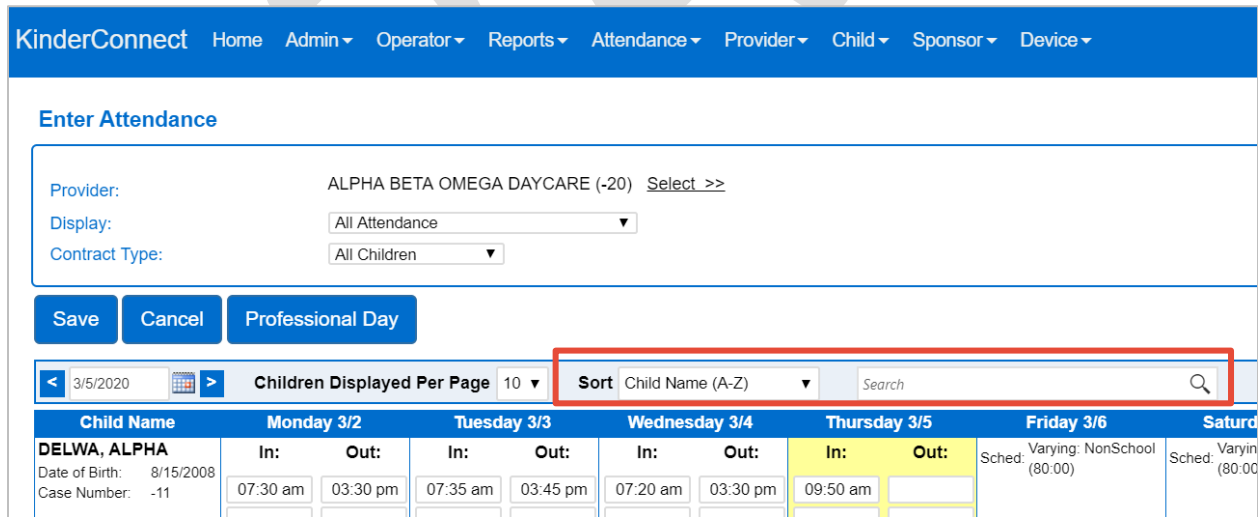 KinderConnect Home Admin Operator Reports Attendance Provider Child Sponsor Device
Enter Attendance
Provider: ALPHA BETA OMEGA DAYCARE (-20) Select >>
Display: All Attendance
Contract Type: All Children
Save Cancel Professional Day
< 3/5/2020 > Children Displayed Per Page 10 Sort Child Name (A-Z) Search
Child Name Monday 3/2 Tuesday 3/3 Wednesday 3/4 Thursday 3/5 Friday 3/6 Saturd
DELWA, ALPHA In: Out: In: Out: In: Out: In: Out: Sched: Varying: NonSchool Sched: Varyin
Date of Birth: 8/15/2008 (80:00) (80:00
Case Number: -11 07:30 am 03:30 pm 07:35 am 03:45 pm 07:20 am 03:30 pm 09:50 am